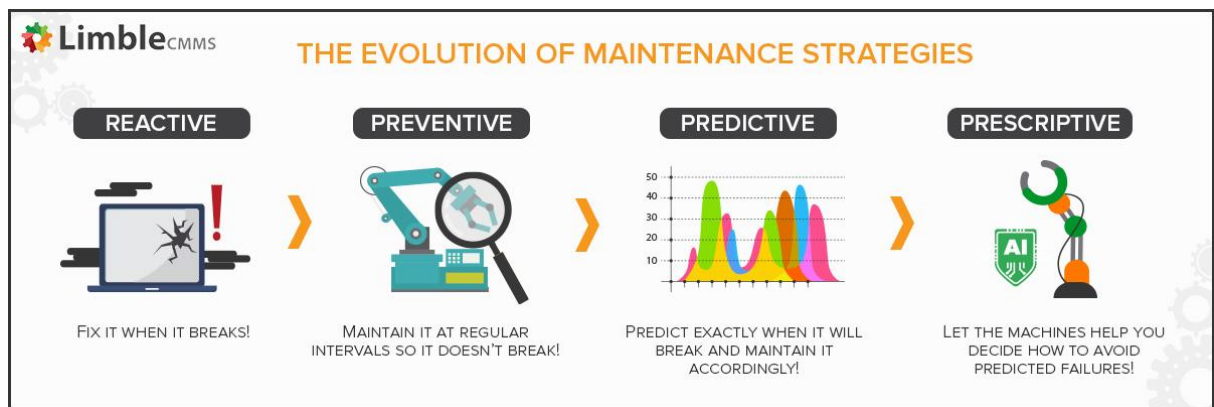 Limble CMMS
THE EVOLUTION OF MAINTENANCE STRATEGIES
REACTIVE
FIX IT WHEN IT BREAKS!
PREVENTIVE
MAINTAIN IT AT REGULAR
INTERVALS SO IT DOESN'T BREAK!
PREDICTIVE
50
40
30
20
10
PREDICT EXACTLY WHEN IT WILL
BREAK AND MAINTAIN IT
ACCORDINGLY!
PRESCRIPTIVE
AI
LET THE MACHINES HELP YOU
DECIDE HOW TO AVOID
PREDICTED FAILURES!